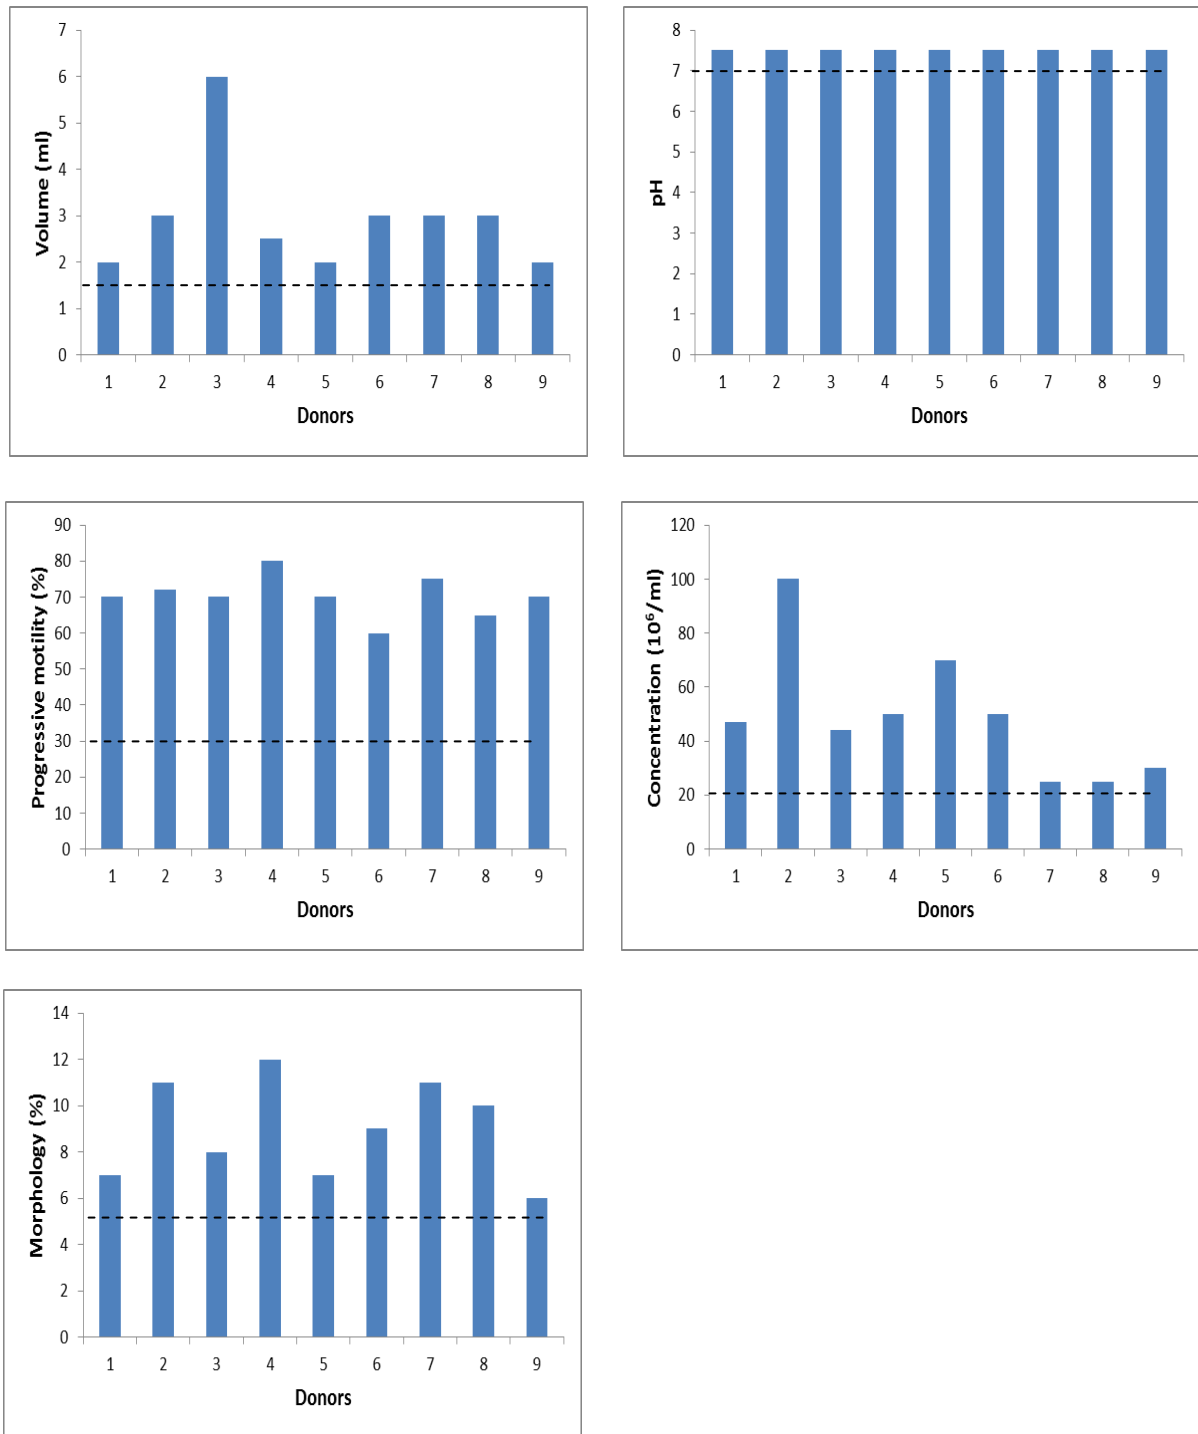 Volume (ml)
7
6
5
4
3
2
1
0
1 2 3 4 5 6 7 8 9
Donors
pH
8
7
6
5
4
3
2
1
0
1 2 3 4 5 6 7 8 9
Donors
Progressive motility (%)
90
80
70
60
50
40
30
20
10
0
1 2 3 4 5 6 7 8 9
Donors
Concentration (10⁶/ml)
120
100
80
60
40
20
0
1 2 3 4 5 6 7 8 9
Donors
Morphology (%)
14
12
10
8
6
4
2
0
1 2 3 4 5 6 7 8 9
Donors